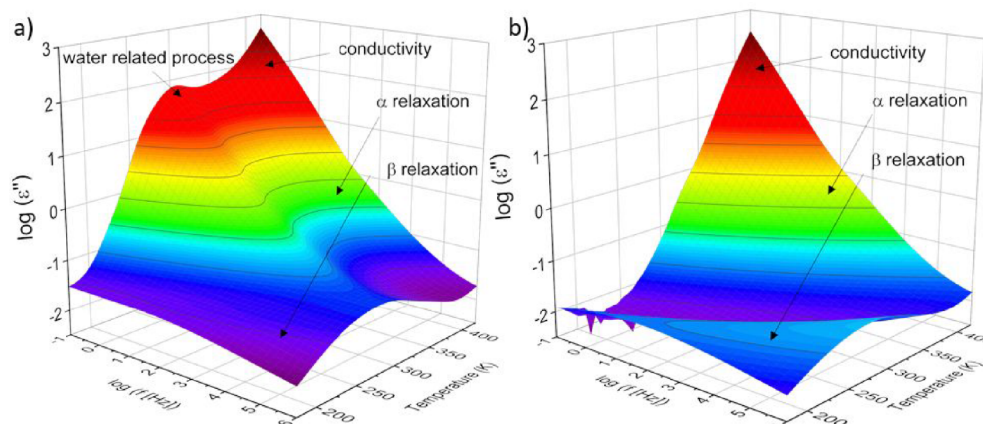 a)
water related process
conductivity
α relaxation
β relaxation
log (ε'')
3
2
1
0
-1
-2
-1
0
1
2
3
4
5
6
log (f [Hz])
200
250
300
350
400
Temperature (K)
b)
conductivity
α relaxation
β relaxation
log (ε'')
3
2
1
0
-1
-2
-1
0
1
2
3
4
5
log (f [Hz])
200
250
300
350
400
Temperature (K)